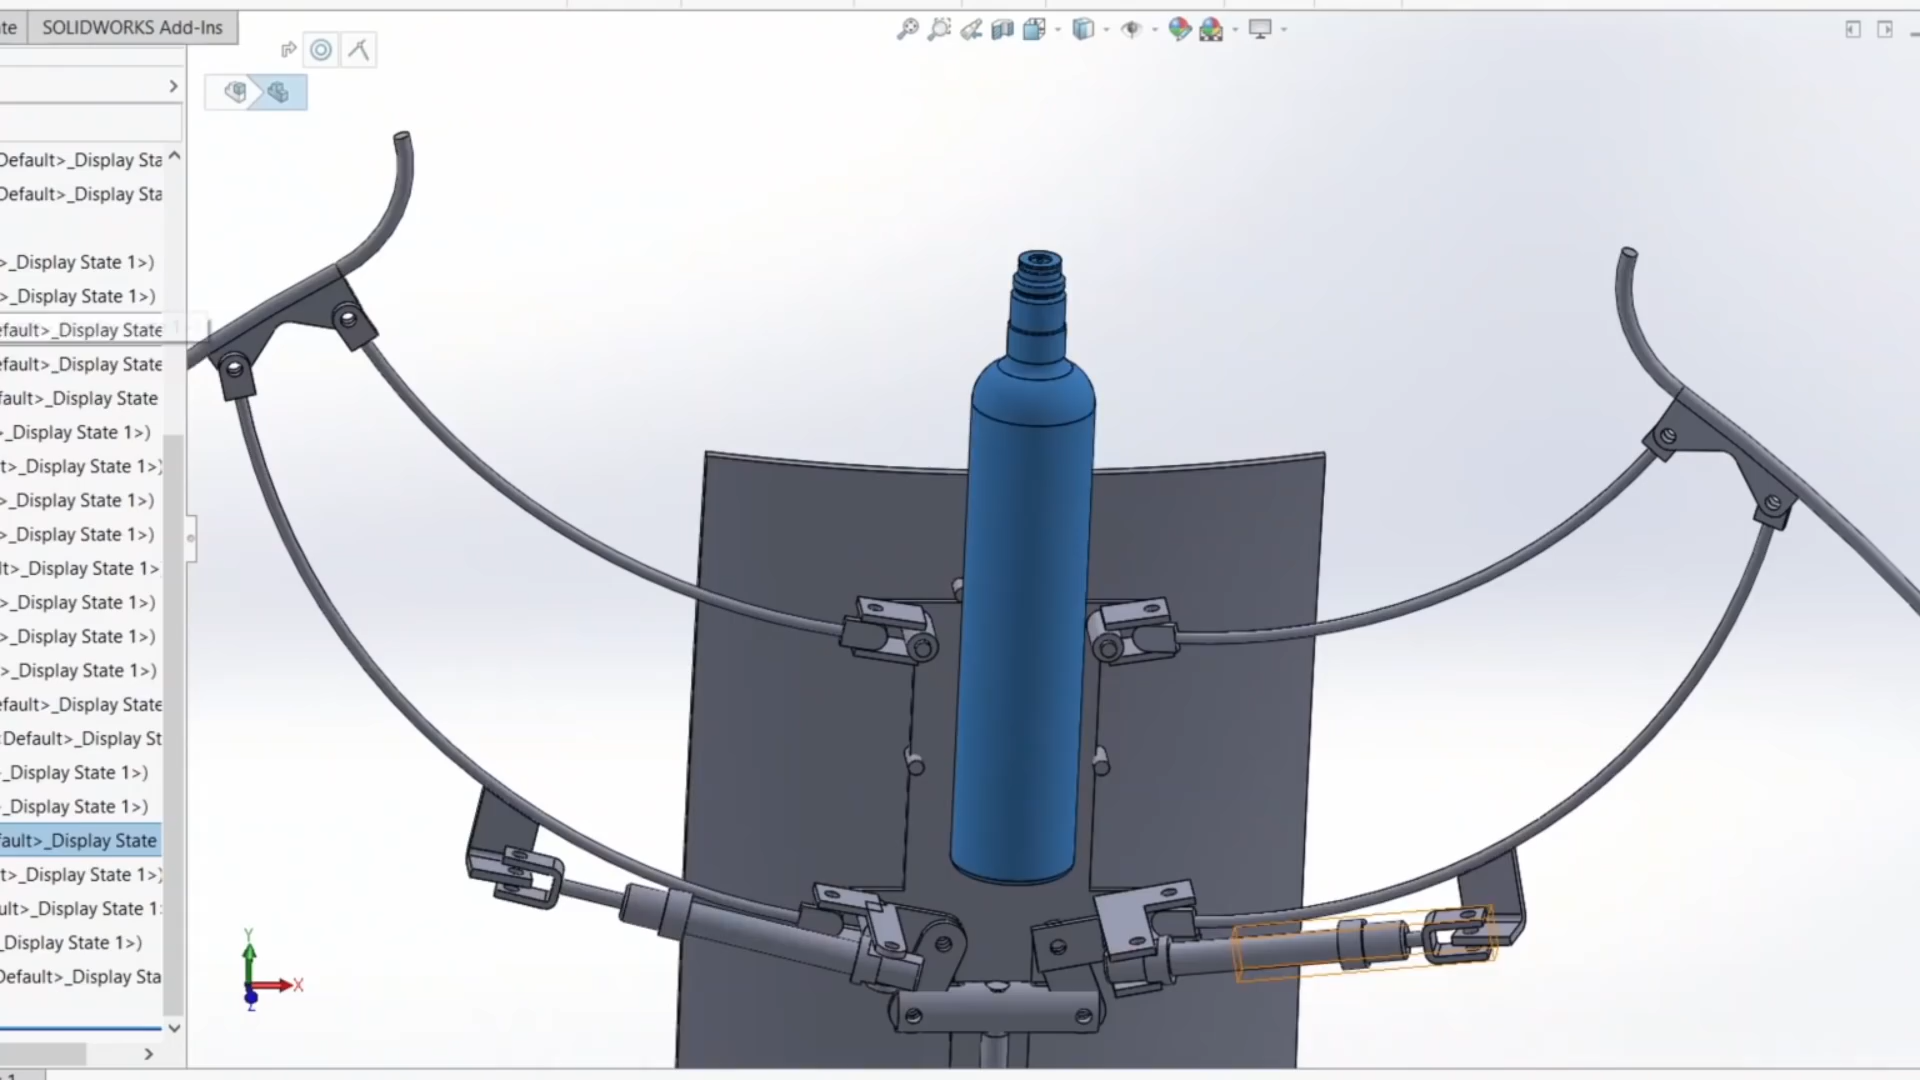 te
SOLIDWORKS Add-Ins
Default>_Display Sta
Default>_Display Sta
>_Display State 1>)
>_Display State 1>)
efault>_Display State
efault>_Display State
fault>_Display State
>_Display State 1>)
t>_Display State 1>)
>_Display State 1>)
>_Display State 1>)
lt>_Display State 1>
>_Display State 1>)
>_Display State 1>)
>_Display State 1>)
efault>_Display State
<Default>_Display St
>_Display State 1>)
>_Display State 1>)
fault>_Display State
t>_Display State 1>)
ult>_Display State 1>
>_Display State 1>)
Default>_Display Sta
Y
X
Z